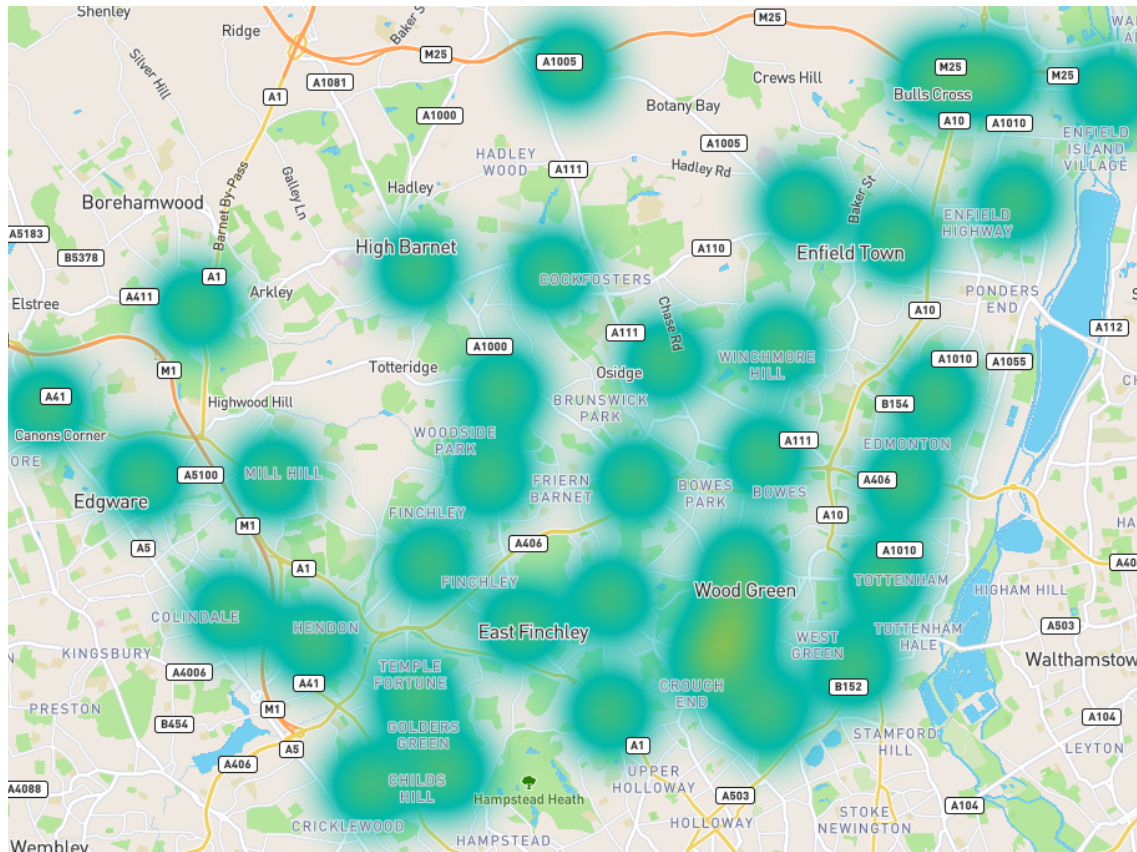 Shenley
Ridge
Baker St
M25
A1005
M25
WA
A
Silver Hill
A1081
A1
Crews Hill
M25
M25
Bulls Cross
A1000
Botany Bay
A10
A1010
A1005
ENFIELD
ISLAND
VILLAGE
HADLEY
WOOD
A111
Hadley Rd
Galley Ln
Barnet By-Pass
Hadley
Baker St
Borehamwood
ENFIELD
HIGHWAY
A5183
B5378
High Barnet
A110
Enfield Town
A1
COCKFOSTERS
Elstree
A411
Arkley
PONDERS
END
S
Chase Rd
A10
A111
A112
A1000
WINCHMORE
HILL
A1010
A1055
M1
Totteridge
Osidge
CH
A41
Highwood Hill
BRUNSWICK
PARK
B154
Canons Corner
WOODSIDE
PARK
A111
EDMONTON
ORE
A5100
MILL HILL
FRIERN
BARNET
BOWES
PARK
BOWES
A406
Edgware
FINCHLEY
A10
HA
M1
A5
A406
A1010
A1
FINCHLEY
Wood Green
TOTTENHAM
A40
HIGHAM HILL
COLINDALE
HENDON
East Finchley
WEST
GREEN
TOTTENHAM
HALE
A503
N
KINGSBURY
Walthamstow
TEMPLE
FORTUNE
A4006
A41
CROUCH
END
B152
PRESTON
M1
B454
GOLDERS
GREEN
A104
A5
A1
STAMFORD
HILL
LEYTON
A406
UPPER
HOLLOWAY
A4088
CHILDS
HILL
Hampstead Heath
A503
A104
CRICKLEWOOD
HAMPSTEAD
HOLLOWAY
STOKE
NEWINGTON
Wembley